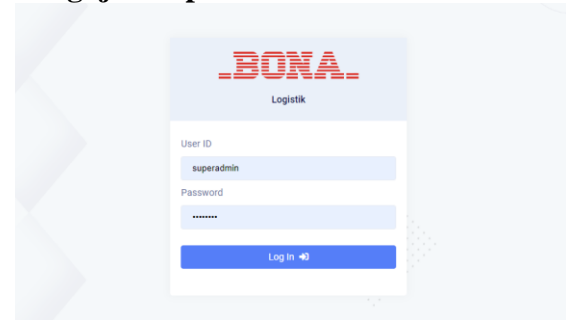 BONA
Logistik
User ID
superadmin
Password
••••••••
Log In